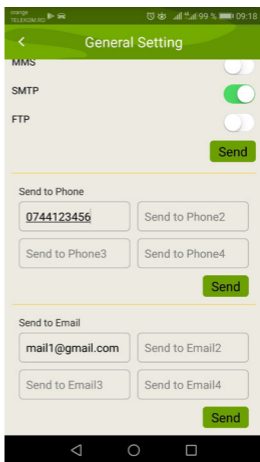 orange
TELEKOM.RO
99 % 09:18
General Setting
MMS
SMTP
FTP
Send
Send to Phone
0744123456 Send to Phone2
Send to Phone3 Send to Phone4
Send
Send to Email
mail1@gmail.com Send to Email2
Send to Email3 Send to Email4
Send